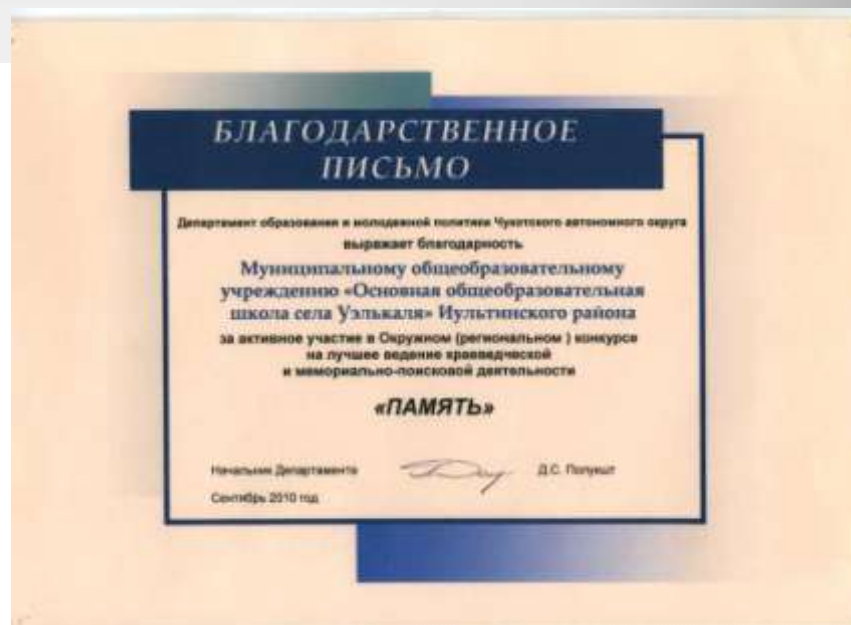 БЛАГОДАРСТВЕННОЕ
ПИСЬМО
Департамент образования и молодежной политики Чукотского автономного округа
выражает благодарность
Муниципальному общеобразовательному
учреждению «Основная общеобразовательная
школа села Уэлькаля» Иультинского района
за активное участие в Окружном (региональном ) конкурсе
на лучшее ведение краеведческой
и мемориально-поисковой деятельности
«ПАМЯТЬ»
Начальник Департамента Д.С. Полукшт
Сентябрь 2010 год